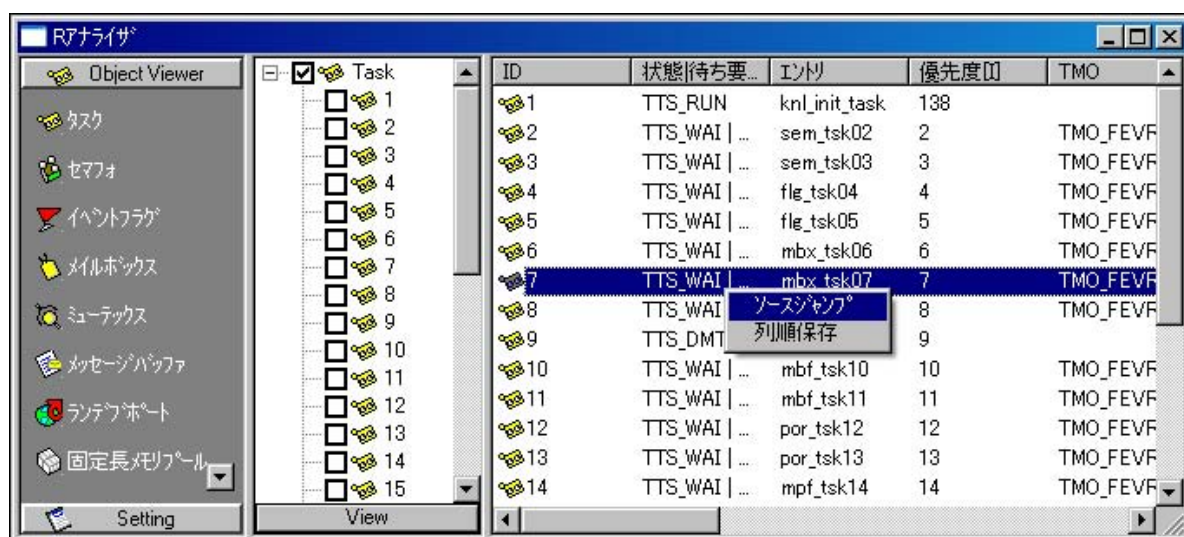 Rアナライザ
Object Viewer
タスク
セマフォ
イベントフラグ
メイルボックス
ミューテックス
メッセージバッファ
ランデブポート
固定長メモリプール
Setting
Task
1
2
3
4
5
6
7
8
9
10
11
12
13
14
15
View
ID 状態|待ち要... エントリ 優先度[I] TMO
1 TTS_RUN knl_init_task 138
2 TTS_WAI | ... sem_tsk02 2 TMO_FEVR
3 TTS_WAI | ... sem_tsk03 3 TMO_FEVR
4 TTS_WAI | ... flg_tsk04 4 TMO_FEVR
5 TTS_WAI | ... flg_tsk05 5 TMO_FEVR
6 TTS_WAI | ... mbx_tsk06 6 TMO_FEVR
7 TTS_WAI | ... mbx_tsk07 7 TMO_FEVR
8 TTS_WAI 8 TMO_FEVR
9 TTS_DMT 9
10 TTS_WAI | ... mbf_tsk10 10 TMO_FEVR
11 TTS_WAI | ... mbf_tsk11 11 TMO_FEVR
12 TTS_WAI | ... por_tsk12 12 TMO_FEVR
13 TTS_WAI | ... por_tsk13 13 TMO_FEVR
14 TTS_WAI | ... mpf_tsk14 14 TMO_FEVR
ソースジャンプ
列順保存